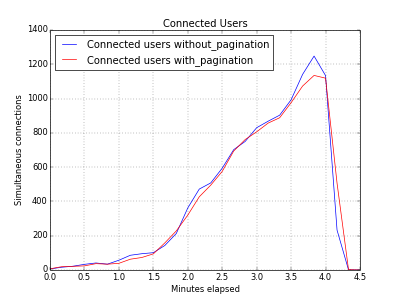 Connected Users
1400
1200
1000
800
600
400
200
0
Connected users without_pagination
Connected users with_pagination
Simultaneous connections
0.0 0.5 1.0 1.5 2.0 2.5 3.0 3.5 4.0 4.5
Minutes elapsed